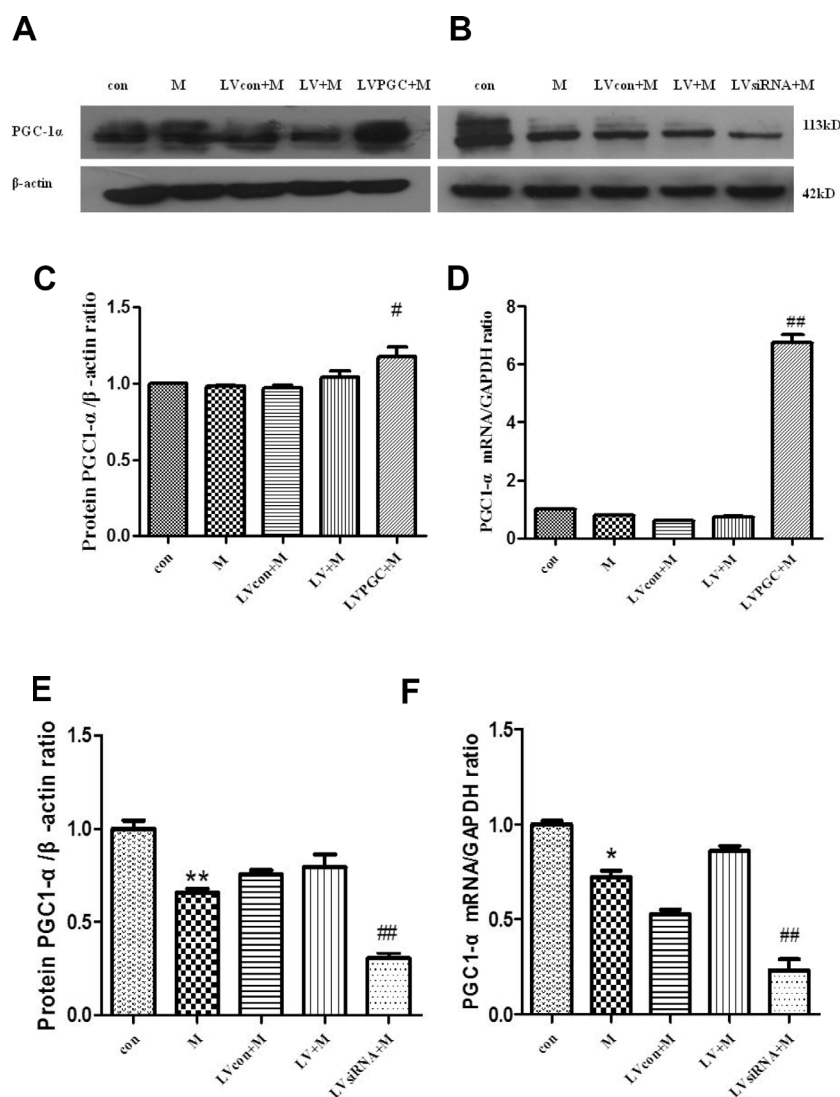 A
B
con M LVcon+M LV+M LVPGC+M
con M LVcon+M LV+M LVsiRNA+M
PGC-1α
113kD
β-actin
42kD
C
Protein PGC1-α /β -actin ratio
1.5
1.0
0.5
0.0
#
con M LVcon+M LV+M LVPGC+M
D
PGC1-α mRNA/GAPDH ratio
8
6
4
2
0
##
con M LVcon+M LV+M LVPGC+M
E
Protein PGC1-α /β -actin ratio
1.5
1.0
0.5
0.0
**
##
con M LVcon+M LV+M LVsiRNA+M
F
PGC1-α mRNA/GAPDH ratio
1.5
1.0
0.5
0.0
*
##
con M LVcon+M LV+M LVsiRNA+M